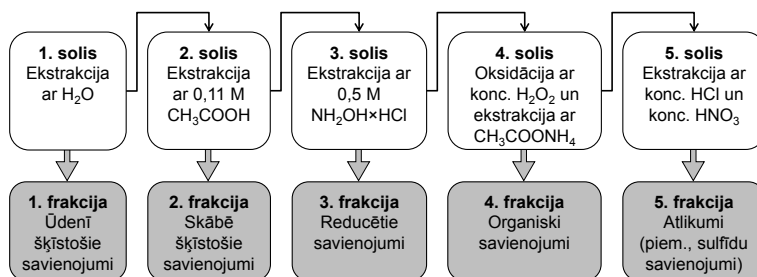 1. solis
Ekstrakcija
ar H₂O
2. solis
Ekstrakcija
ar 0,11 M
CH₃COOH
3. solis
Ekstrakcija ar
0,5 M
NH₂OH×HCl
4. solis
Oksidācija ar
konc. H₂O₂ un
ekstrakcija ar
CH₃COONH₄
5. solis
Ekstrakcija ar
konc. HCl un
konc. HNO₃
1. frakcija
Ūdenī
šķīstošie
savienojumi
2. frakcija
Skābē
šķīstošie
savienojumi
3. frakcija
Reducētie
savienojumi
4. frakcija
Organiski
savienojumi
5. frakcija
Atlikumi
(piem., sulfīdu
savienojumi)